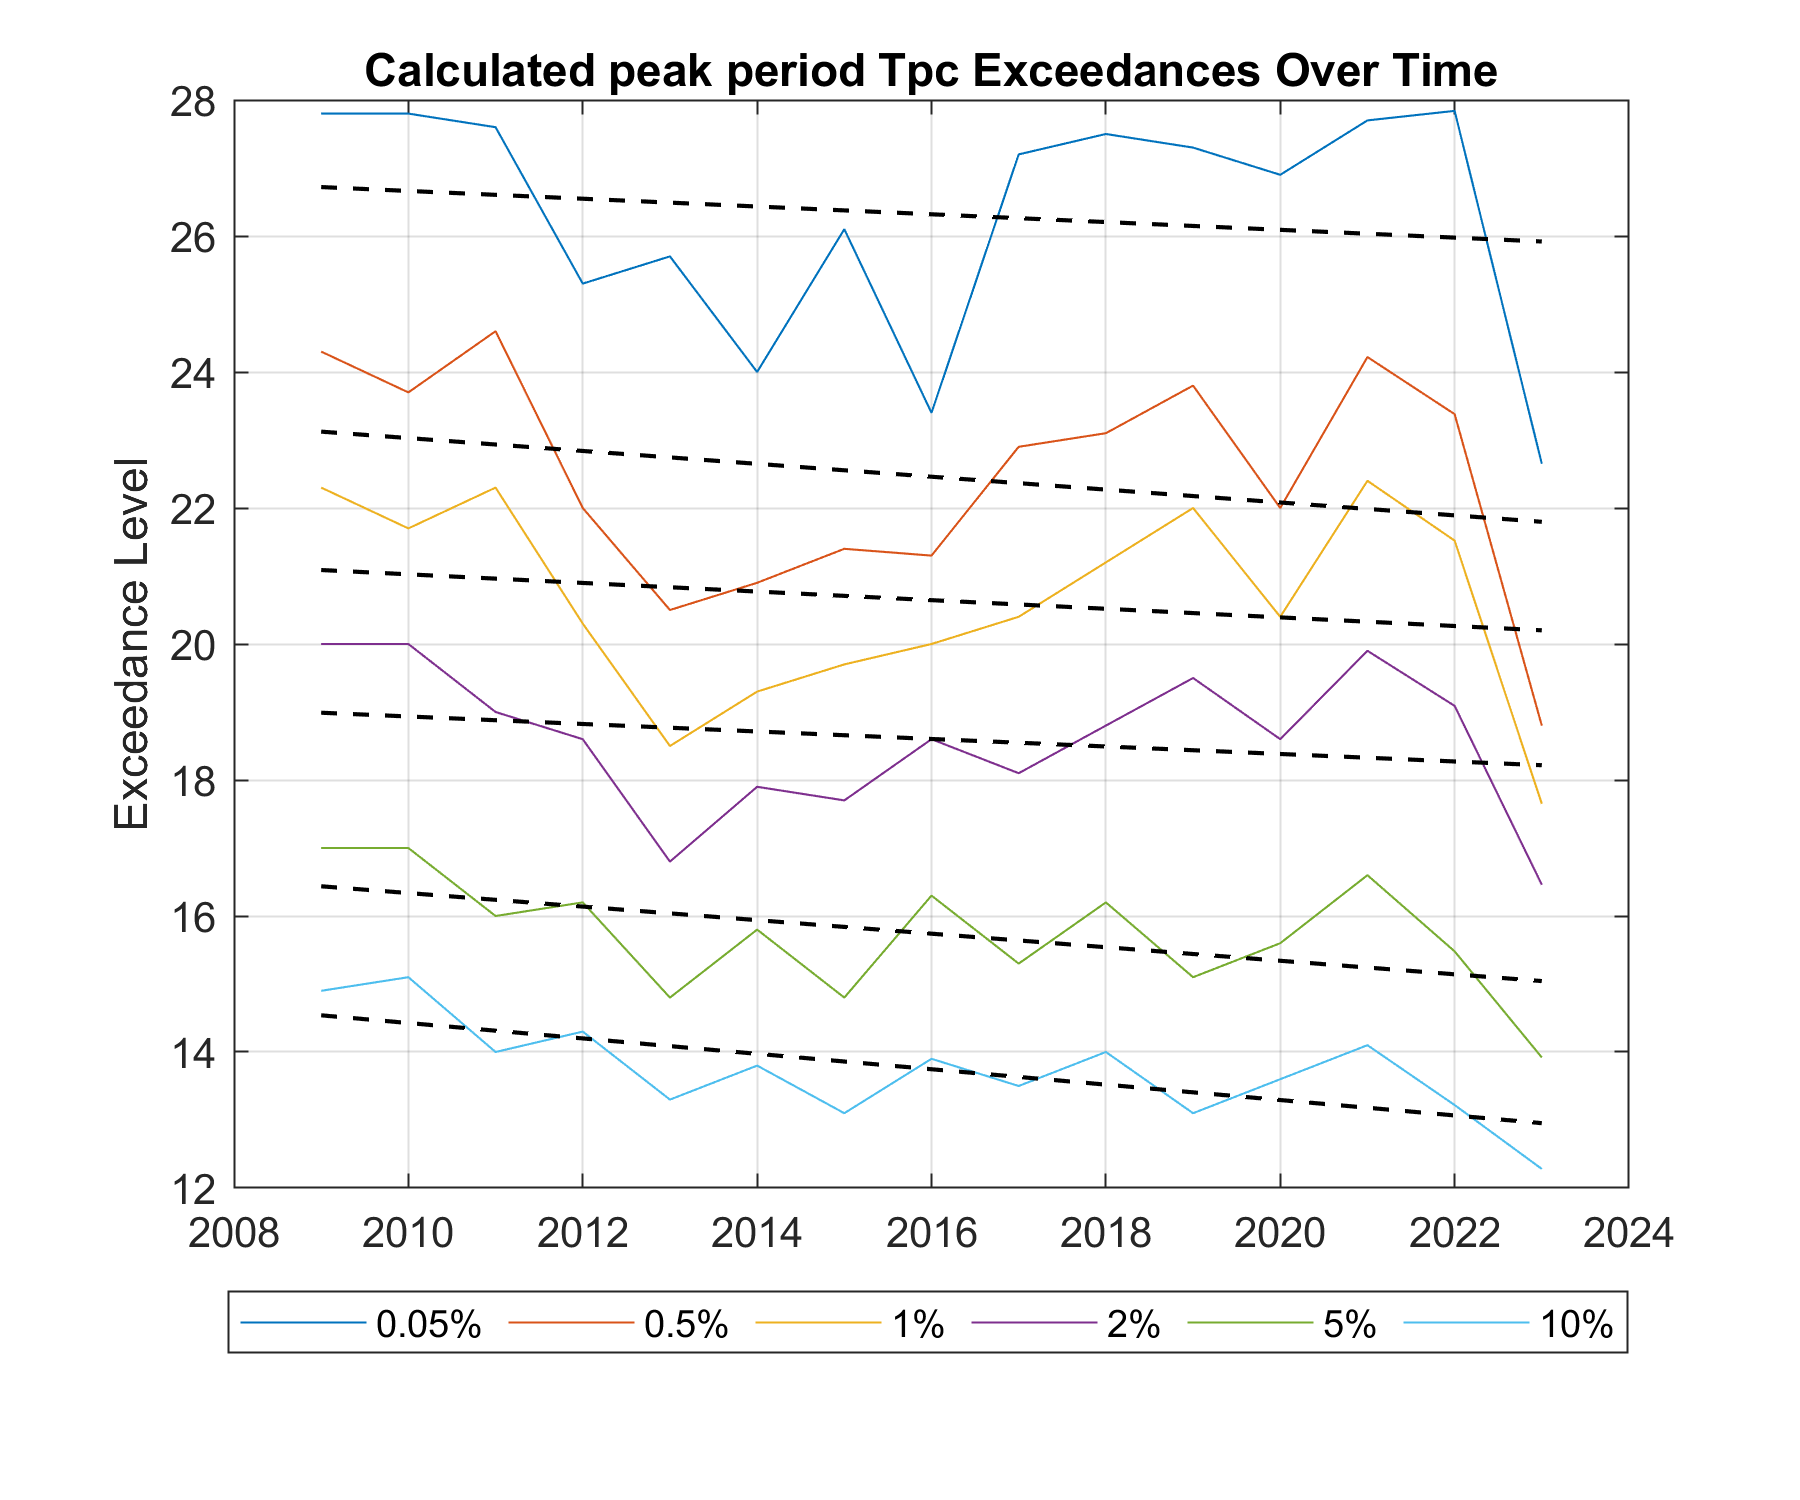 Calculated peak period Tpc Exceedances Over Time
28
26
24
22
20
18
16
14
12
Exceedance Level
2008 2010 2012 2014 2016 2018 2020 2022 2024
0.05% 0.5% 1% 2% 5% 10%